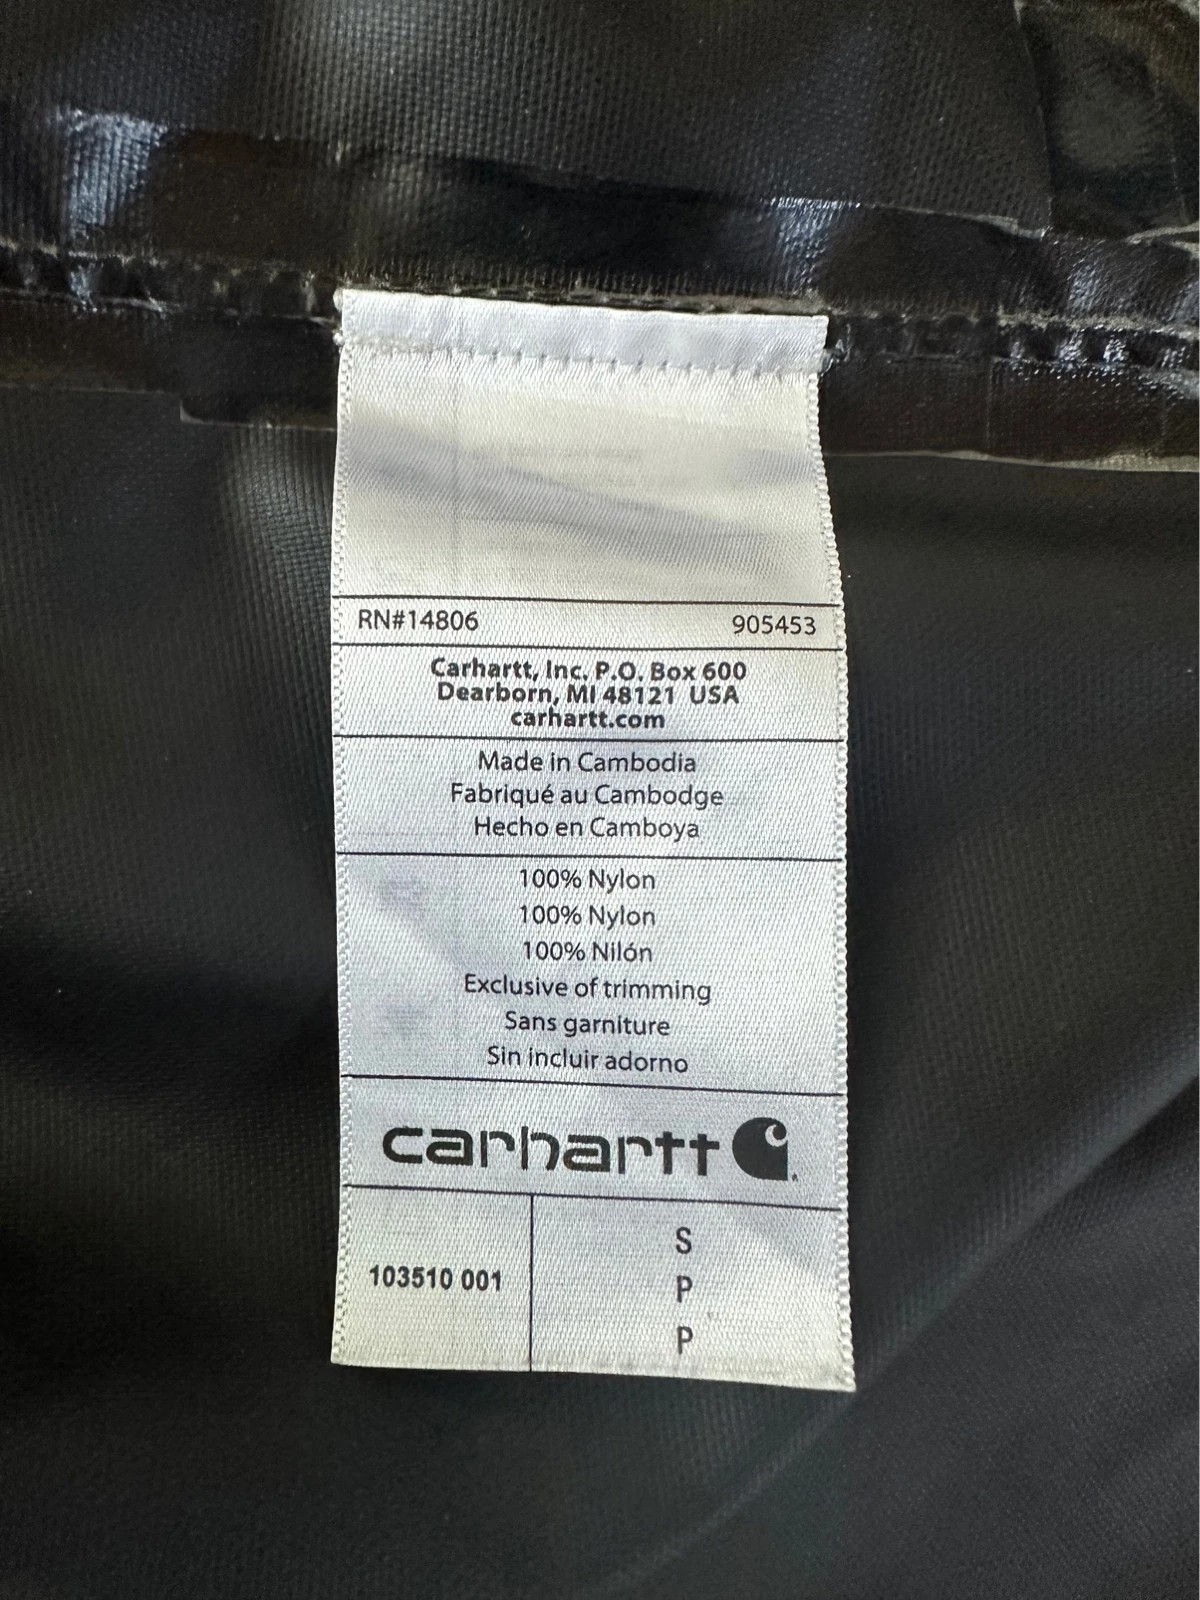 RN#14806 905453
Carhartt, Inc. P.O. Box 600
Dearborn, MI 48121 USA
carhartt.com
Made in Cambodia
Fabriqué au Cambodge
Hecho en Camboya
100% Nylon
100% Nylon
100% Nilón
Exclusive of trimming
Sans garniture
Sin incluir adorno
carhartt
103510 001
S
P
P